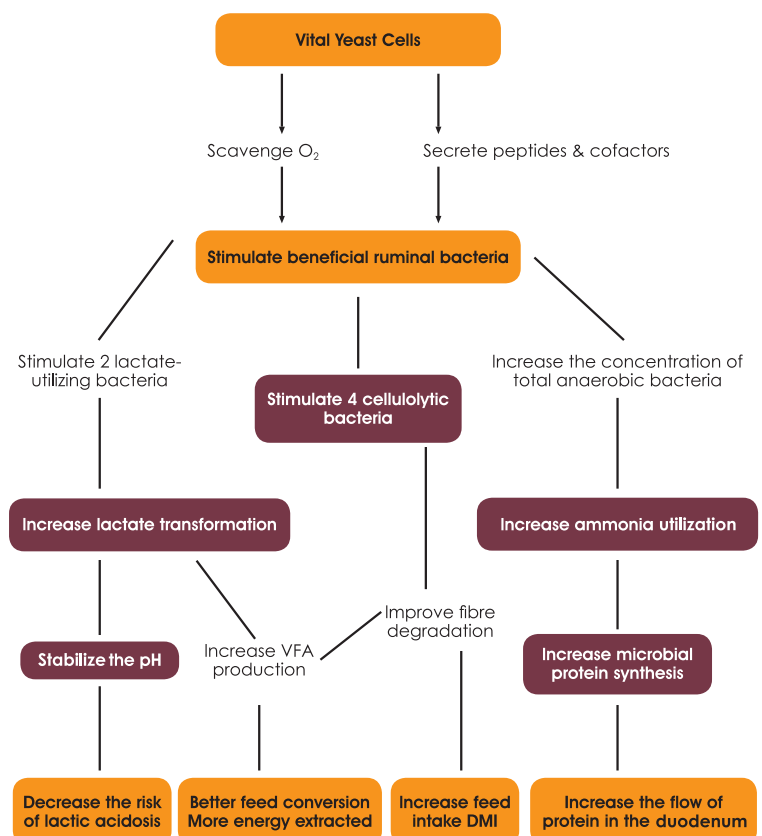 Vital Yeast Cells
Scavenge O₂
Secrete peptides & cofactors
Stimulate beneficial ruminal bacteria
Stimulate 2 lactate-
utilizing bacteria
Stimulate 4 cellulolytic
bacteria
Increase the concentration of
total anaerobic bacteria
Increase lactate transformation
Increase ammonia utilization
Stabilize the pH
Increase VFA
production
Improve fibre
degradation
Increase microbial
protein synthesis
Decrease the risk
of lactic acidosis
Better feed conversion
More energy extracted
Increase feed
intake DMI
Increase the flow of
protein in the duodenum